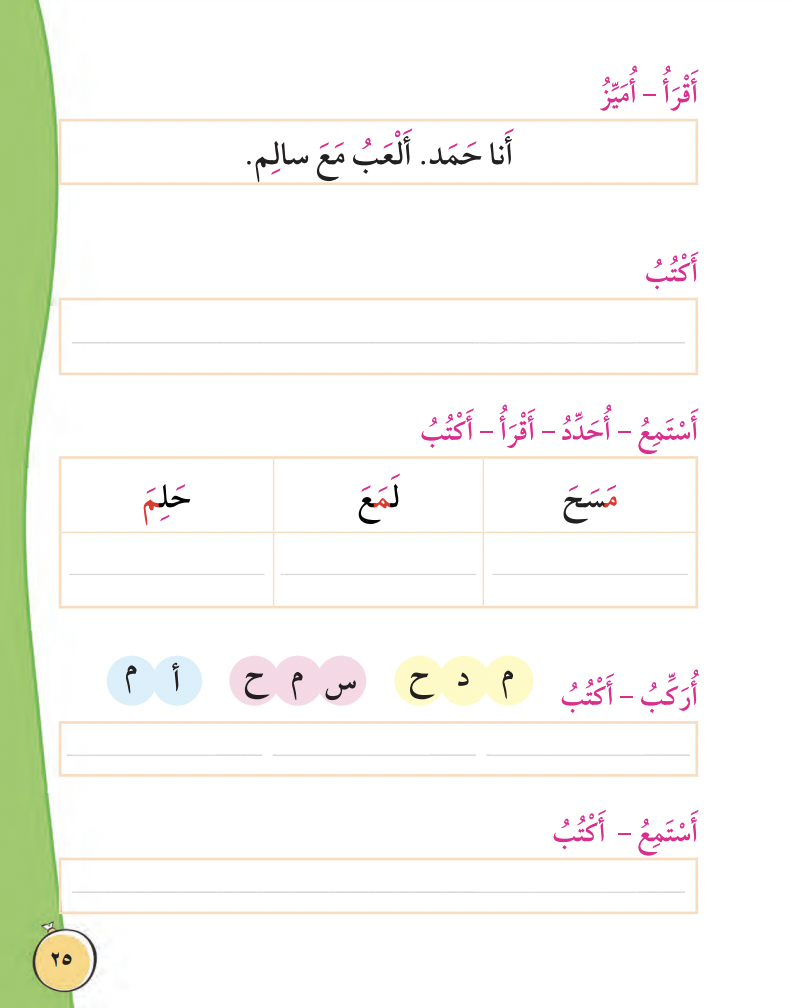 أَقْرَأُ – أُمَيِّزُ
أَنا حَمَد. أَلْعَبُ مَعَ سالِم.
أَكْتُبُ
أَسْتَمِعُ – أُحَدِّدُ – أَقْرَأُ – أَكْتُبُ
مَسَحَ لَمَعَ حَلِمَ
أُرَكِّبُ – أَكْتُبُ م د ح س م ح أ م
أَسْتَمِعُ – أَكْتُبُ
٢٥